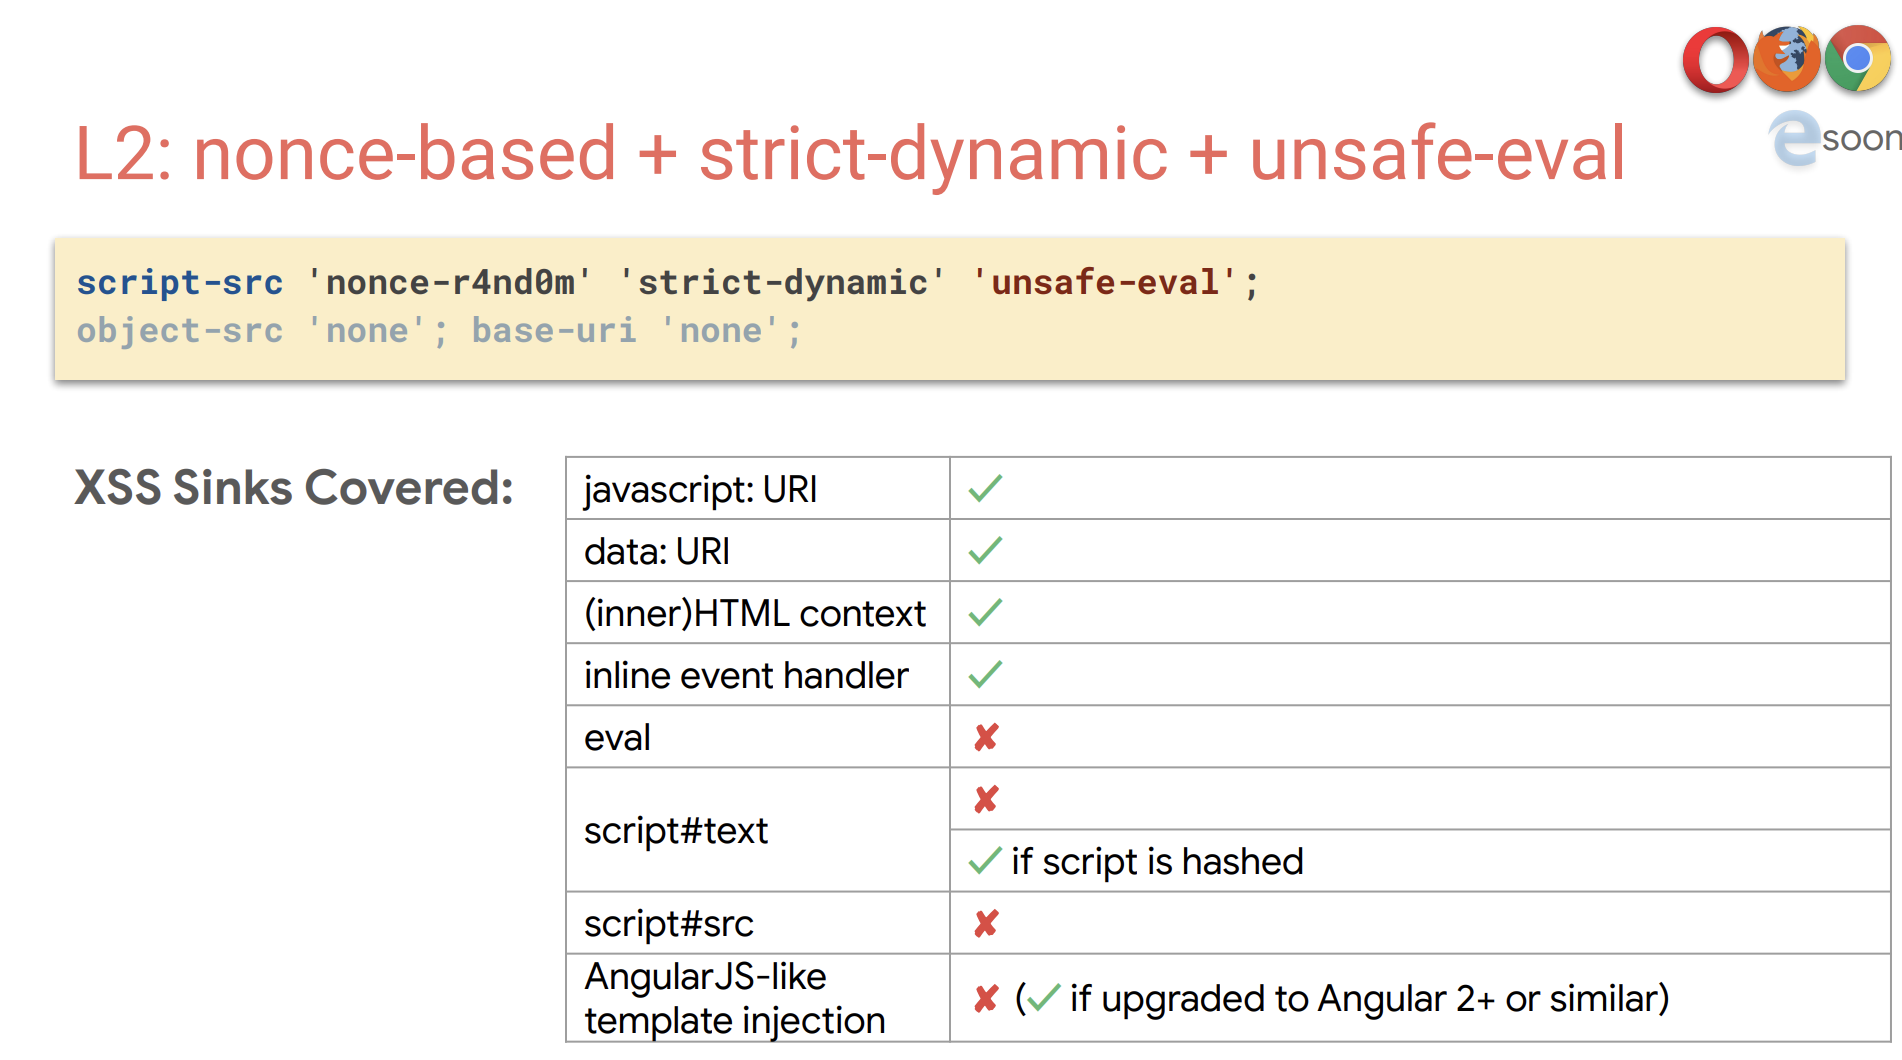 soon
L2: nonce-based + strict-dynamic + unsafe-eval
script-src 'nonce-r4nd0m' 'strict-dynamic' 'unsafe-eval';
object-src 'none'; base-uri 'none';
XSS Sinks Covered:
javascript: URI ✓
data: URI ✓
(inner)HTML context ✓
inline event handler ✓
eval ✘
script#text ✘
✓ if script is hashed
script#src ✘
AngularJS-like
template injection
✘ (✓ if upgraded to Angular 2+ or similar)